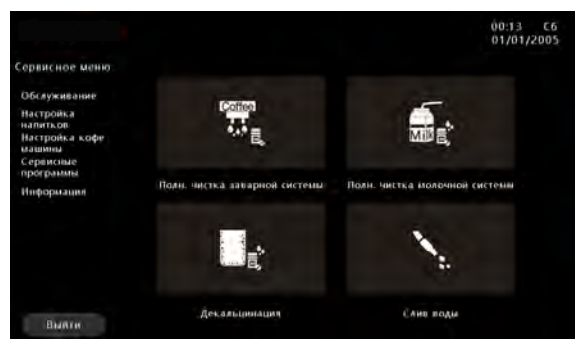 00:13 Сб
01/01/2005
Сервисное меню
Обслуживание
Настройка
напитков
Настройка кофе
машины
Сервисные
программы
Информация
Coffee
Milk
Полн. чистка заварной системы
Полн. чистка молочной системы
Декальцинация
Слив воды
Выйти